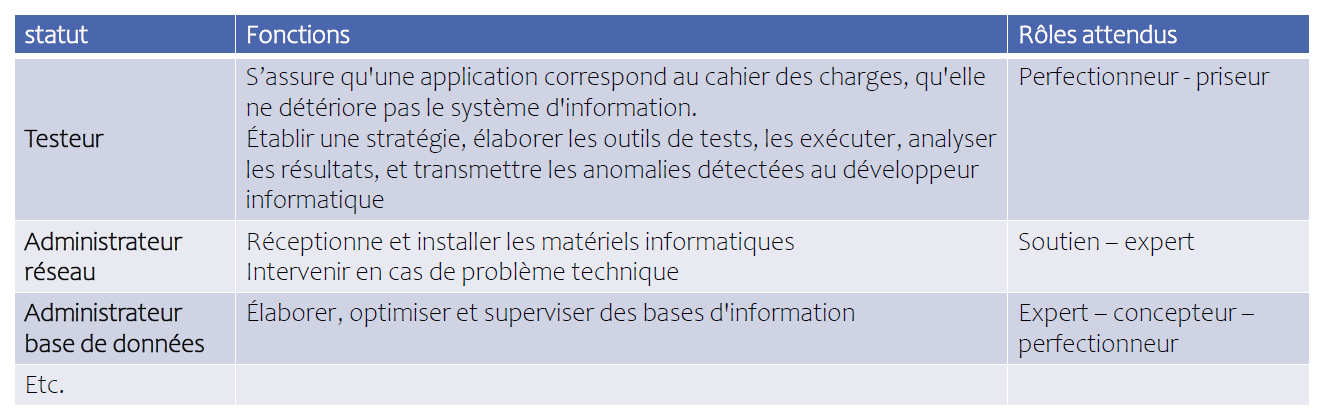 statut
Fonctions
Rôles attendus
Testeur
S’assure qu'une application correspond au cahier des charges, qu'elle
ne détériore pas le système d'information.
Établir une stratégie, élaborer les outils de tests, les exécuter, analyser
les résultats, et transmettre les anomalies détectées au développeur
informatique
Perfectionneur - priseur
Administrateur
réseau
Réceptionne et installer les matériels informatiques
Intervenir en cas de problème technique
Soutien – expert
Administrateur
base de données
Élaborer, optimiser et superviser des bases d'information
Expert – concepteur –
perfectionneur
Etc.